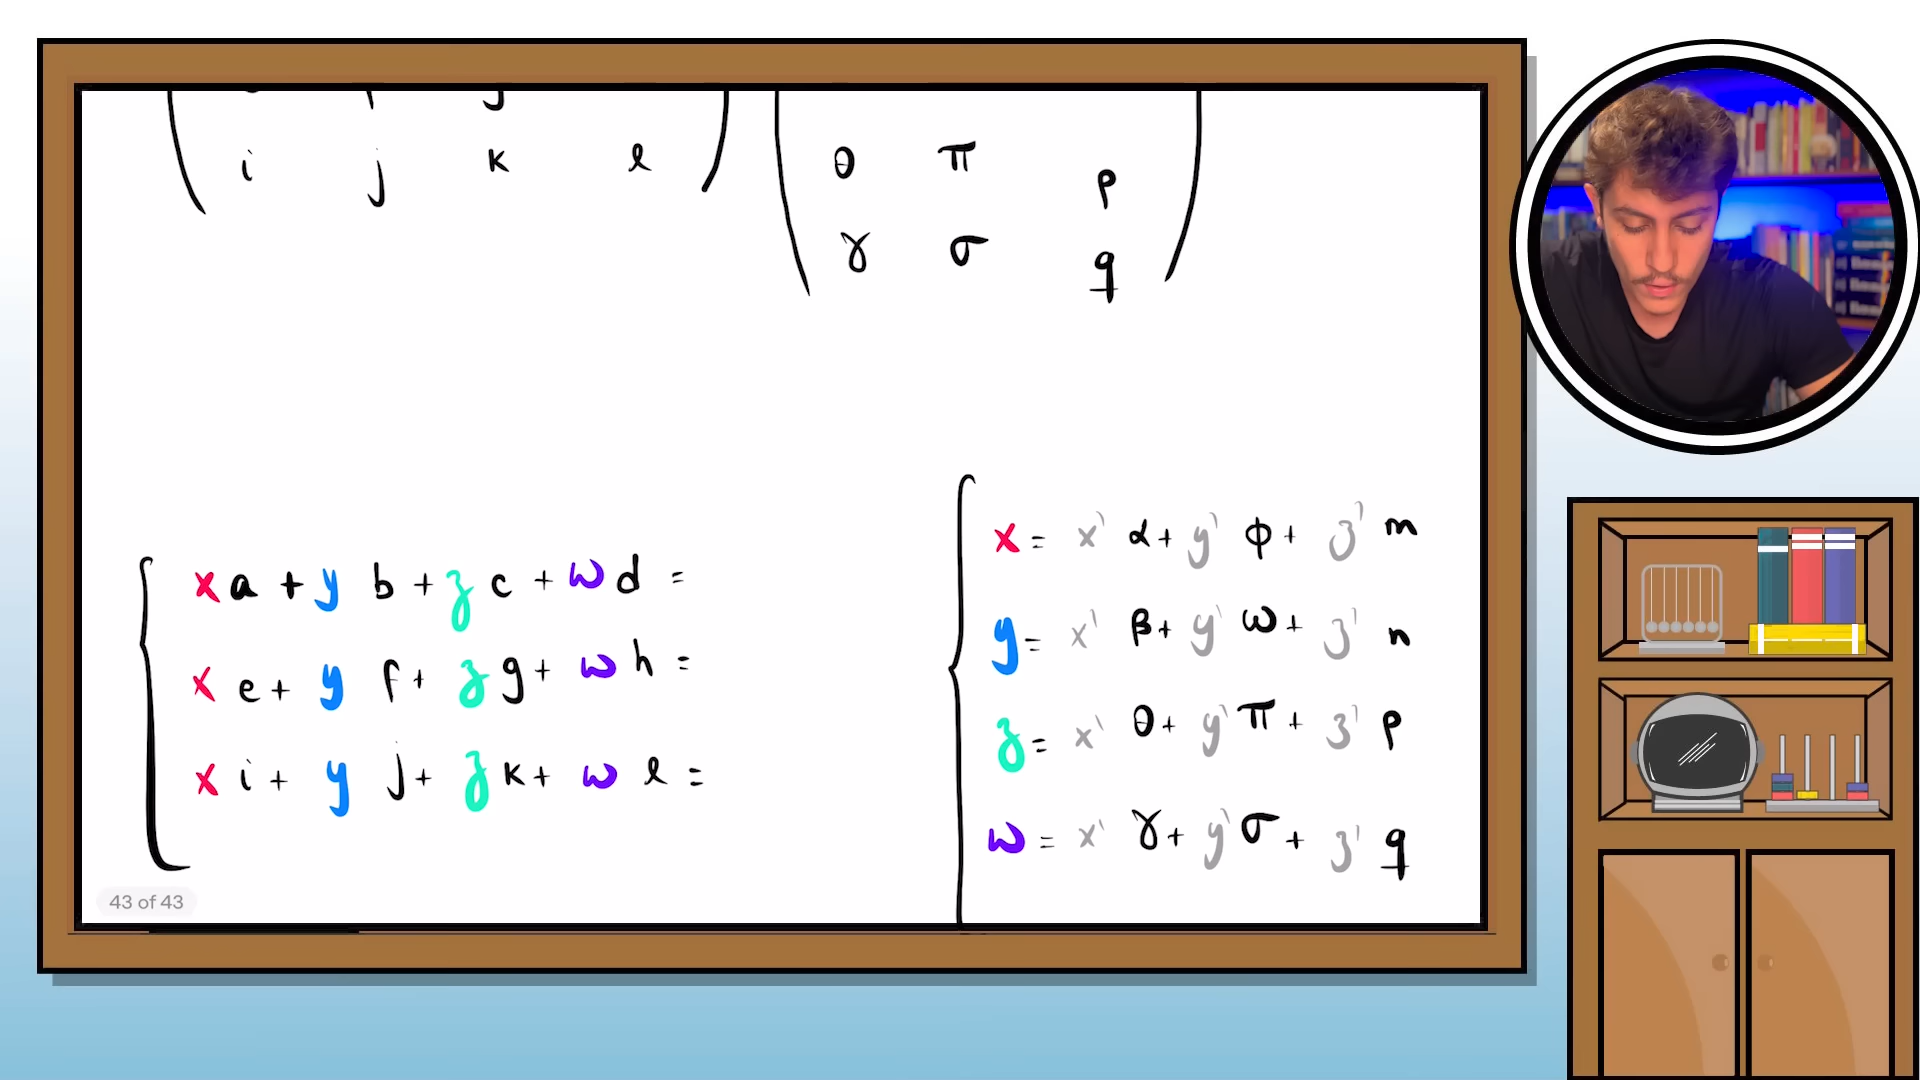 i j k l
θ π p
γ σ q
x a + y b + z c + w d =
x e + y f + z g + w h =
x i + y j + z k + w l =
x = x' α + y' φ + z' m
y = x' β + y' ω + z' n
z = x' θ + y' π + z' p
w = x' γ + y' σ + z' q
43 of 43